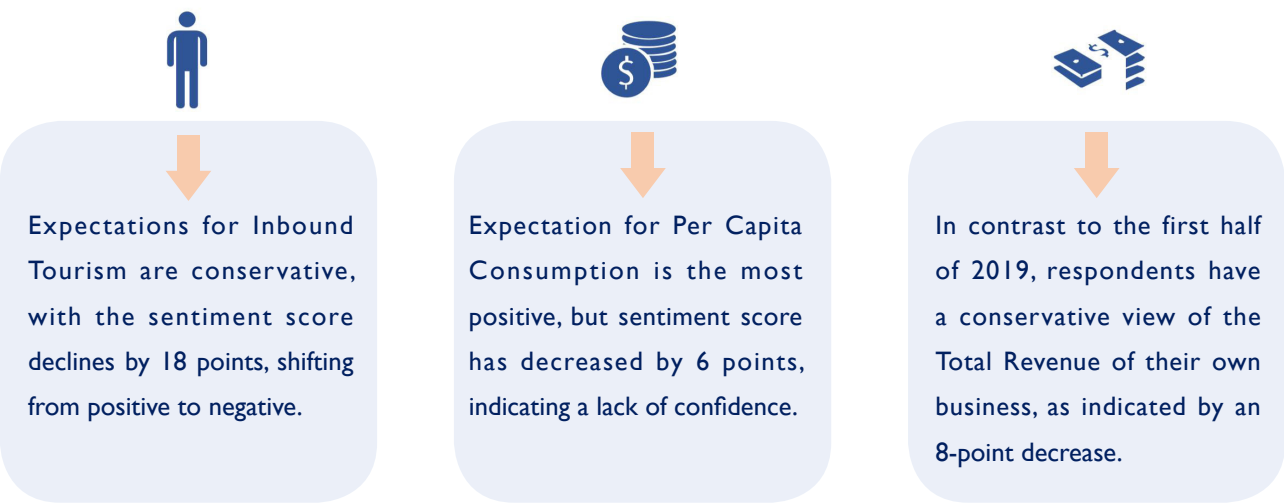 $
$
Expectations for Inbound
Tourism are conservative,
with the sentiment score
declines by 18 points, shifting
from positive to negative.
Expectation for Per Capita
Consumption is the most
positive, but sentiment score
has decreased by 6 points,
indicating a lack of confidence.
In contrast to the first half
of 2019, respondents have
a conservative view of the
Total Revenue of their own
business, as indicated by an
8-point decrease.